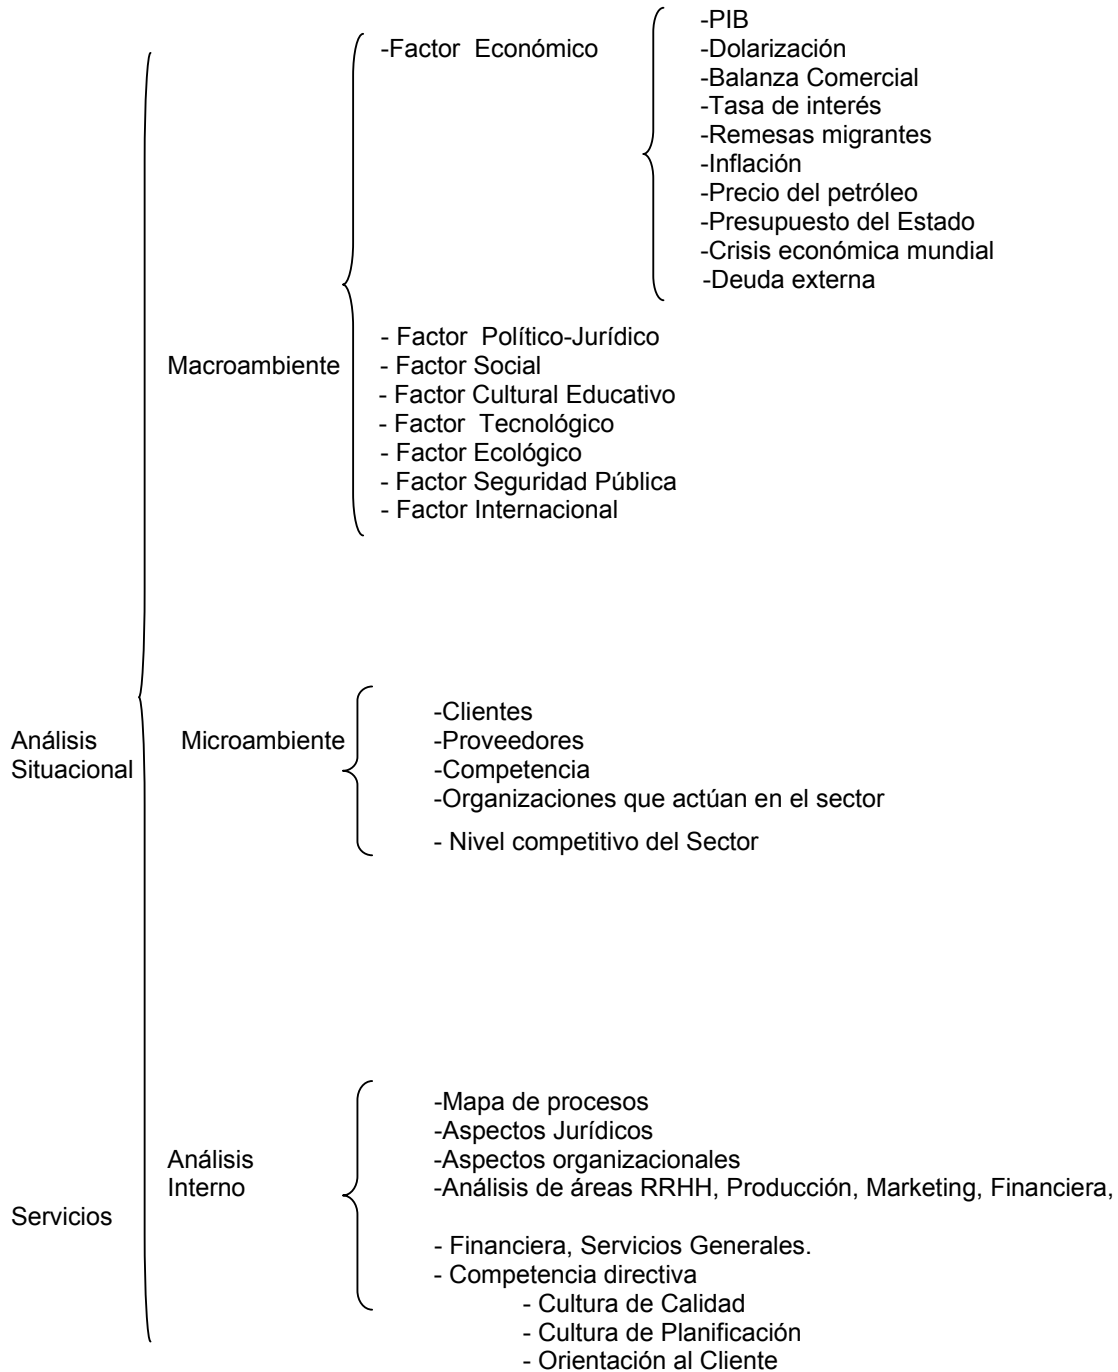 -PIB
-Factor  Económico
-Dolarización
-Balanza Comercial
-Tasa de interés
-Remesas migrantes
-Inflación
-Precio del petróleo
-Presupuesto del Estado
-Crisis económica mundial
-Deuda externa
- Factor  Político-Jurídico
Macroambiente
- Factor Social
- Factor Cultural Educativo
- Factor  Tecnológico
- Factor Ecológico
- Factor Seguridad Pública
- Factor Internacional
Análisis
Situacional
Microambiente
-Clientes
-Proveedores
-Competencia
-Organizaciones que actúan en el sector
- Nivel competitivo del Sector
Análisis
Interno
-Mapa de procesos
-Aspectos Jurídicos
-Aspectos organizacionales
-Análisis de áreas RRHH, Producción, Marketing, Financiera,
Servicios
- Financiera, Servicios Generales.
- Competencia directiva
- Cultura de Calidad
- Cultura de Planificación
- Orientación al Cliente